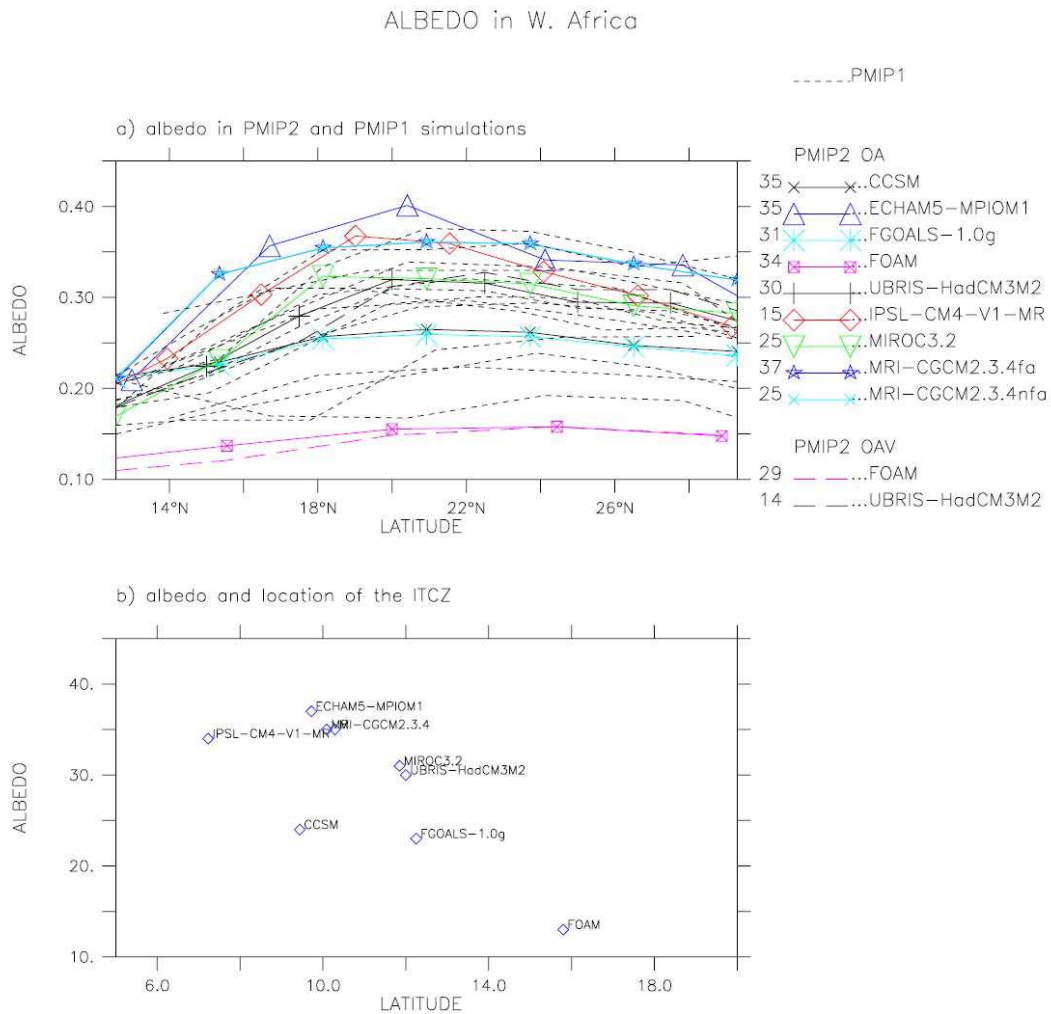 ALBEDO in W. Africa
PMIP1
a) albedo in PMIP2 and PMIP1 simulations
ALBEDO
0.40
0.30
0.20
0.10
14°N
18°N
22°N
26°N
LATITUDE
PMIP2 OA
35 ..CCSM
35 ..ECHAM5-MPIOM1
31 ..FGOALS-1.0g
34 ..FOAM
30 ..UBRIS-HadCM3M2
15 ..IPSL-CM4-V1-MR
25 ..MIROC3.2
37 ..MRI-CGCM2.3.4fa
25 ..MRI-CGCM2.3.4nfa
PMIP2 OAV
29 ...FOAM
14 ...UBRIS-HadCM3M2
b) albedo and location of the ITCZ
ALBEDO
40.
30.
20.
10.
ECHAM5-MPIOM1
MRI-CGCM2.3.4
IPSL-CM4-V1-MR
MIROC3.2
UBRIS-HadCM3M2
CCSM
FGOALS-1.0g
FOAM
6.0
10.0
14.0
18.0
LATITUDE